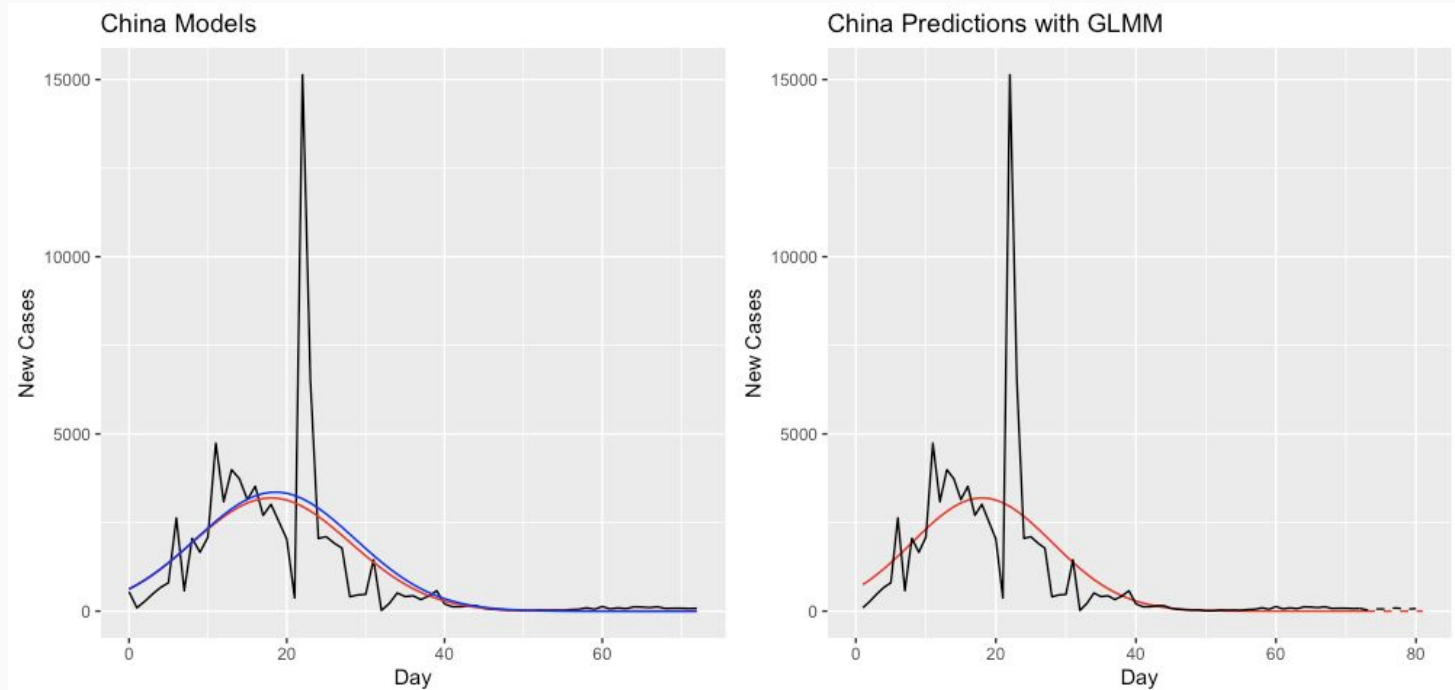 China Models
New Cases
15000
10000
5000
0
0 20 40 60
Day
China Predictions with GLMM
New Cases
15000
10000
5000
0
0 20 40 60 80
Day